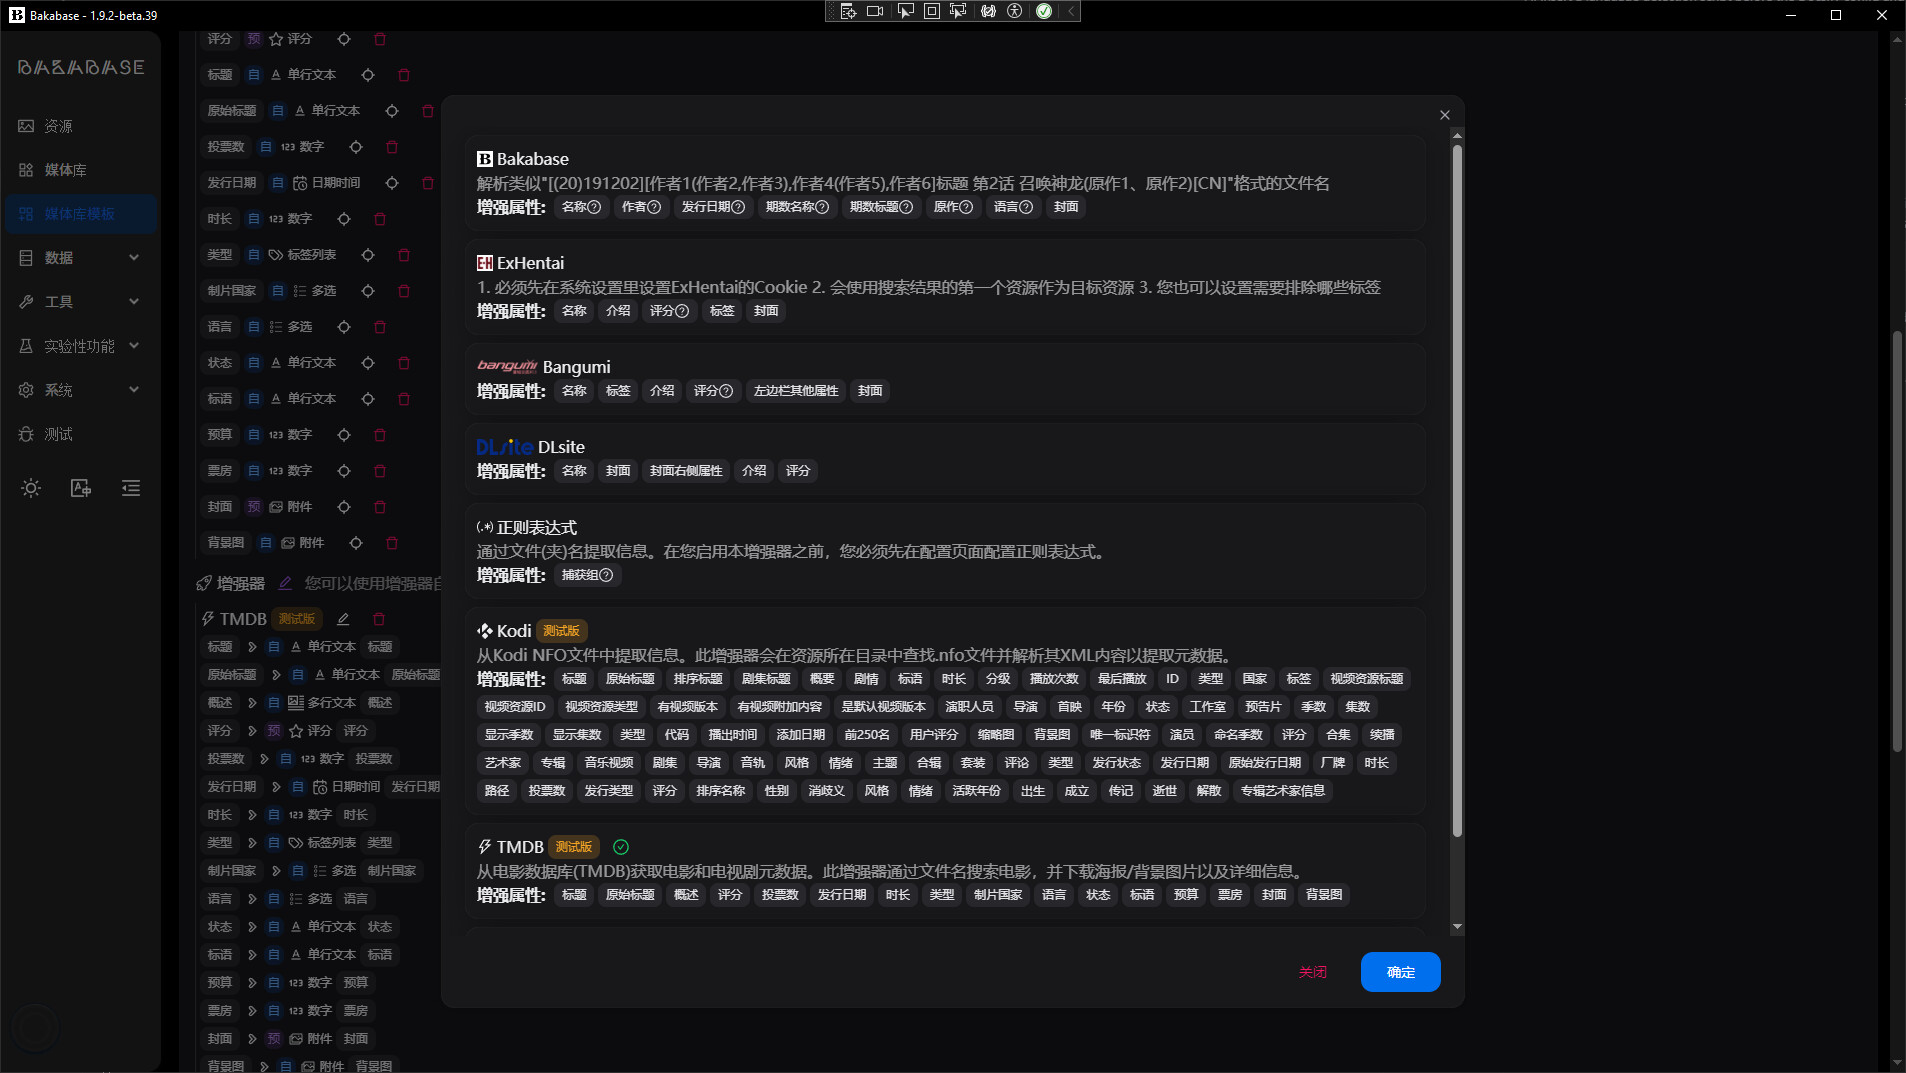 Bakabase - 1.9.2-beta.39
BAKABASE
资源
媒体库
媒体库模板
数据
工具
实验性功能
系统
测试
评分 预 评分
标题 自 单行文本
原始标题 自 单行文本
投票数 自 123 数字
发行日期 自 日期时间
时长 自 123 数字
类型 自 标签列表
制片国家 自 多选
语言 自 多选
状态 自 单行文本
标语 自 单行文本
预算 自 123 数字
票房 自 123 数字
封面 预 附件
背景图 自 附件
增强器 您可以使用增强器自
TMDB 测试版
标题 自 单行文本 标题
原始标题 自 单行文本 原始标题
概述 自 多行文本 概述
评分 预 评分 评分
投票数 自 123 数字 投票数
发行日期 自 日期时间 发行日期
时长 自 123 数字 时长
类型 自 标签列表 类型
制片国家 自 多选 制片国家
语言 自 多选 语言
状态 自 单行文本 状态
标语 自 单行文本 标语
预算 自 123 数字 预算
票房 自 123 数字 票房
封面 预 附件 封面
背景图 自 附件 背景图
Bakabase
解析类似"[(20)191202][作者1(作者2,作者3),作者4(作者5),作者6]标题 第2话 召唤神龙(原作1、原作2)[CN]"格式的文件名
增强属性: 名称 作者 发行日期 期数名称 期数标题 原作 语言 封面
ExHentai
1. 必须先在系统设置里设置ExHentai的Cookie 2. 会使用搜索结果的第一个资源作为目标资源 3. 您也可以设置需要排除哪些标签
增强属性: 名称 介绍 评分 标签 封面
bangumi Bangumi
增强属性: 名称 标签 介绍 评分 左边栏其他属性 封面
DLsite DLsite
增强属性: 名称 封面 封面右侧属性 介绍 评分
(.*) 正则表达式
通过文件(夹)名提取信息。在您启用本增强器之前，您必须先在配置页面配置正则表达式。
增强属性: 捕获组
Kodi 测试版
从Kodi NFO文件中提取信息。此增强器会在资源所在目录中查找.nfo文件并解析其XML内容以提取元数据。
增强属性: 标题 原始标题 排序标题 剧集标题 概要 剧情 标语 时长 分级 播放次数 最后播放 ID 类型 国家 标签 视频资源标题
视频资源ID 视频资源类型 有视频版本 有视频附加内容 是默认视频版本 演职人员 导演 首映 年份 状态 工作室 预告片 季数 集数
显示季数 显示集数 类型 代码 播出时间 添加日期 前250名 用户评分 缩略图 背景图 唯一标识符 演员 命名季数 评分 合集 续播
艺术家 专辑 音乐视频 剧集 导演 音轨 风格 情绪 主题 合辑 套装 评论 类型 发行状态 发行日期 原始发行日期 厂牌 时长
路径 投票数 发行类型 评分 排序名称 性别 消歧义 风格 情绪 活跃年份 出生 成立 传记 逝世 解散 专辑艺术家信息
TMDB 测试版
从电影数据库(TMDB)获取电影和电视剧元数据。此增强器通过文件名搜索电影，并下载海报/背景图片以及详细信息。
增强属性: 标题 原始标题 概述 评分 投票数 发行日期 时长 类型 制片国家 语言 状态 标语 预算 票房 封面 背景图
关闭 确定